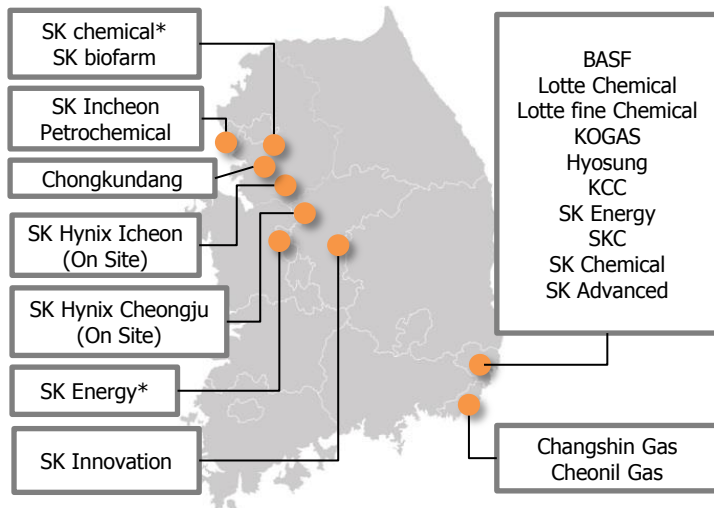 SK chemical*
SK biofarm
SK Incheon
Petrochemical
Chongkundang
SK Hynix Icheon
(On Site)
SK Hynix Cheongju
(On Site)
SK Energy*
SK Innovation
BASF
Lotte Chemical
Lotte fine Chemical
KOGAS
Hyosung
KCC
SK Energy
SKC
SK Chemical
SK Advanced
Changshin Gas
Cheonil Gas